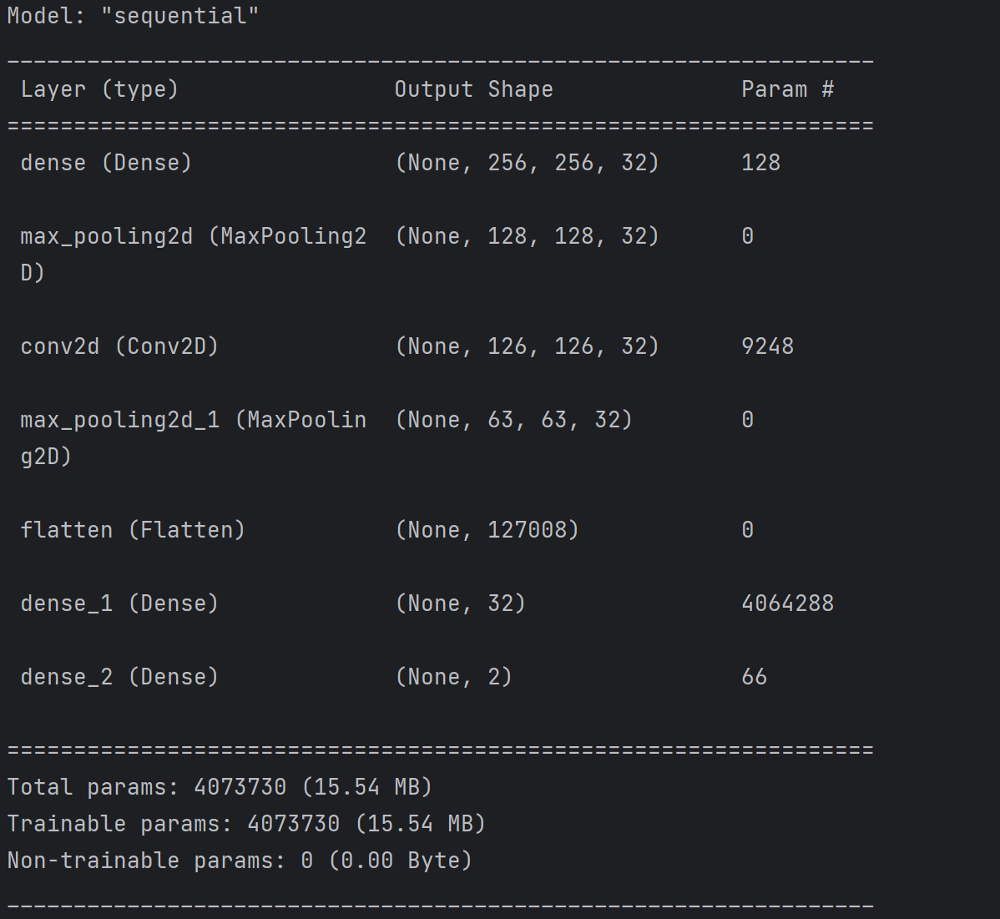 Model: "sequential"
_________________________________________________________________
 Layer (type)                Output Shape              Param #
=================================================================
 dense (Dense)               (None, 256, 256, 32)      128
 max_pooling2d (MaxPooling2  (None, 128, 128, 32)      0
 D)
 conv2d (Conv2D)             (None, 126, 126, 32)      9248
 max_pooling2d_1 (MaxPoolin  (None, 63, 63, 32)        0
 g2D)
 flatten (Flatten)           (None, 127008)            0
 dense_1 (Dense)             (None, 32)                4064288
 dense_2 (Dense)             (None, 2)                 66
=================================================================
Total params: 4073730 (15.54 MB)
Trainable params: 4073730 (15.54 MB)
Non-trainable params: 0 (0.00 Byte)
_________________________________________________________________